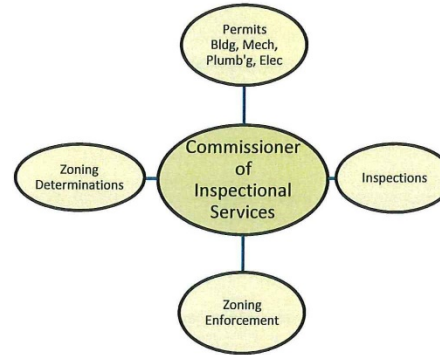 Permits
Bldg, Mech,
Plumb'g, Elec
Commissioner
of
Inspectional
Services
Zoning
Determinations
Inspections
Zoning
Enforcement